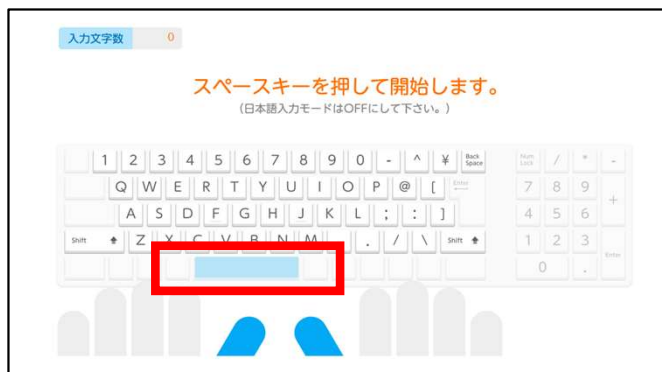 入力文字数 0
スペースキーを押して開始します。
(日本語入力モードはOFFにして下さい。)
1 2 3 4 5 6 7 8 9 0 - ^ ¥ Back Space Num Lock / * -
Q W E R T Y U I O P @ [ Enter 7 8 9 +
A S D F G H J K L ; : ] 4 5 6
Shift Z X C V B N M . / \ Shift 1 2 3 Enter
0 .